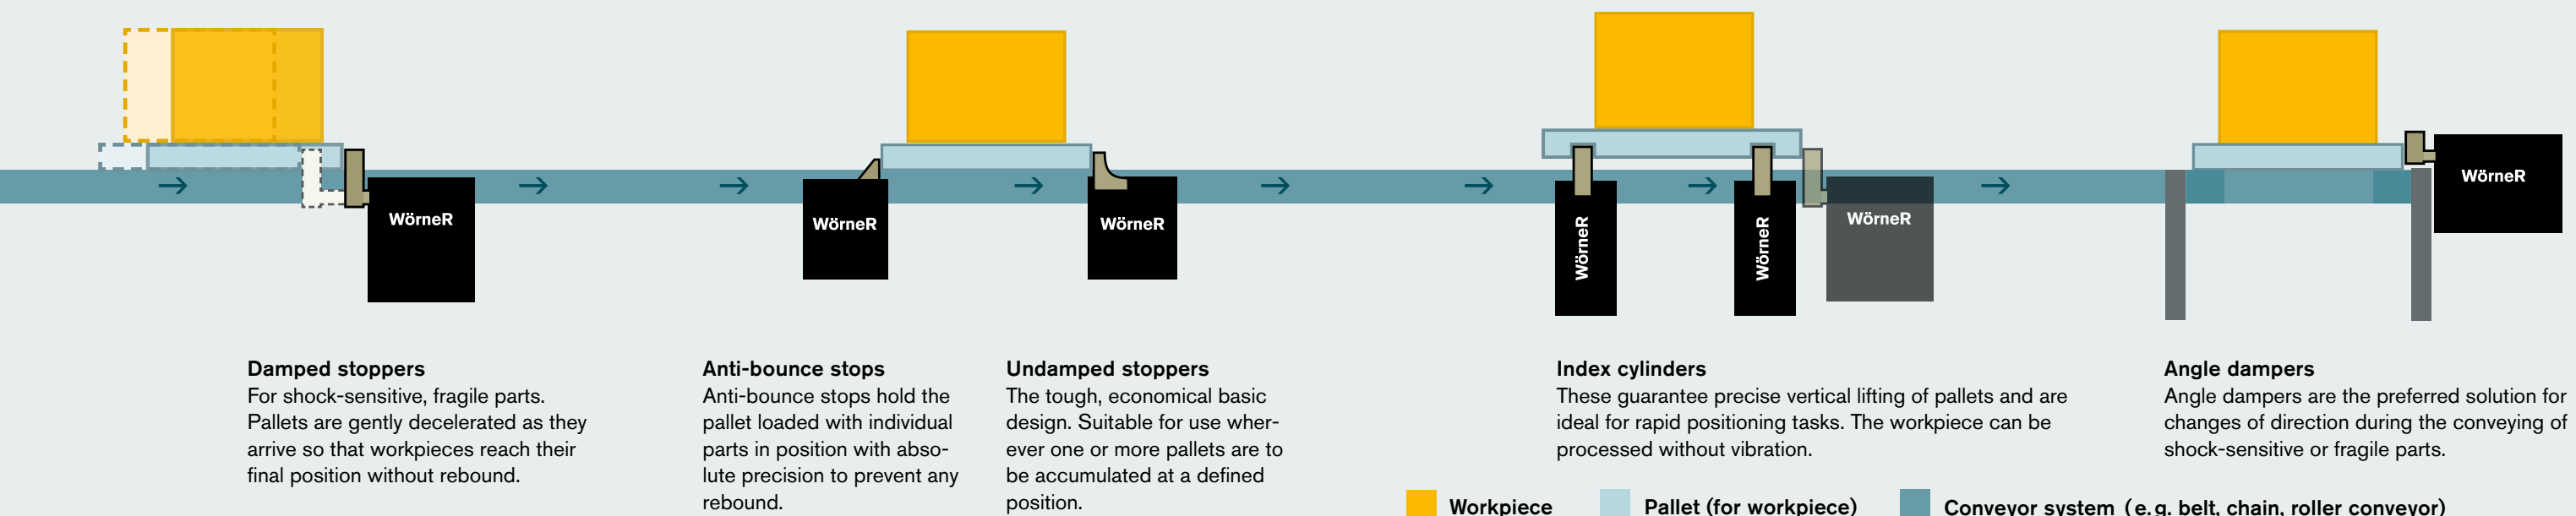 WörneR
WörneR
WörneR
WörneR
WörneR
WörneR
WörneR
Damped stoppers
For shock-sensitive, fragile parts.
Pallets are gently decelerated as they
arrive so that workpieces reach their
final position without rebound.
Anti-bounce stops
Anti-bounce stops hold the
pallet loaded with individual
parts in position with abso-
lute precision to prevent any
rebound.
Undamped stoppers
The tough, economical basic
design. Suitable for use wher-
ever one or more pallets are to
be accumulated at a defined
position.
Index cylinders
These guarantee precise vertical lifting of pallets and are
ideal for rapid positioning tasks. The workpiece can be
processed without vibration.
Angle dampers
Angle dampers are the preferred solution for
changes of direction during the conveying of
shock-sensitive or fragile parts.
Workpiece
Pallet (for workpiece)
Conveyor system (e.g. belt, chain, roller conveyor)